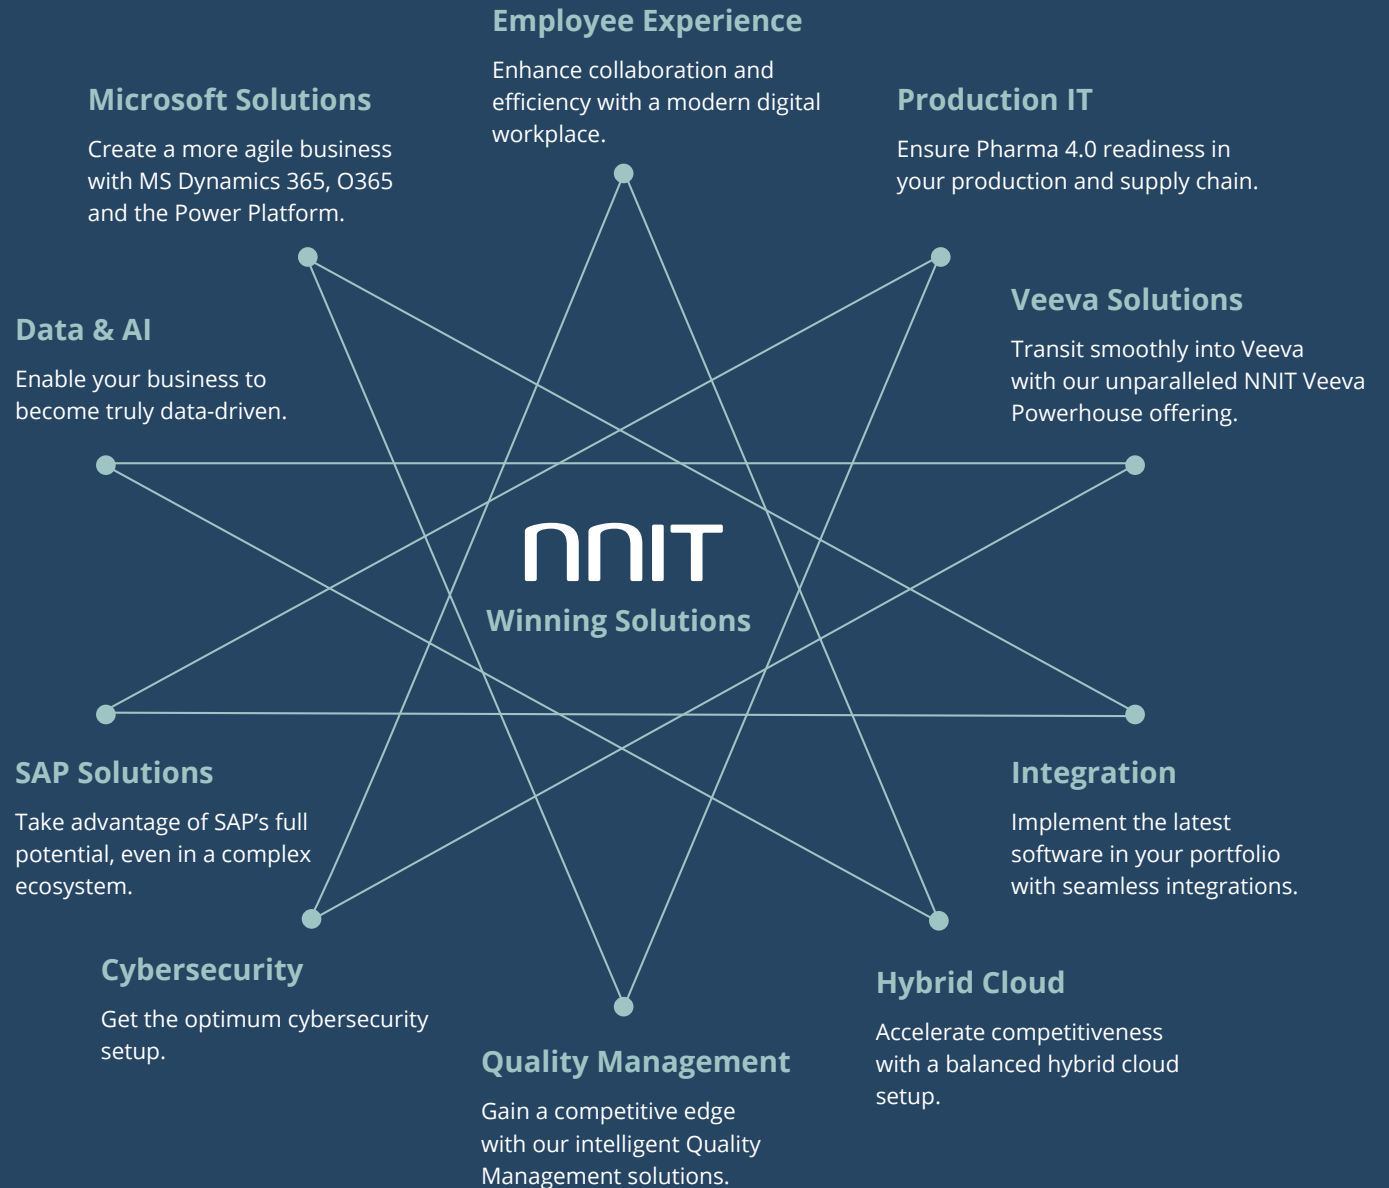 Employee Experience
Enhance collaboration and
efficiency with a modern digital
workplace.
Microsoft Solutions
Create a more agile business
with MS Dynamics 365, O365
and the Power Platform.
Production IT
Ensure Pharma 4.0 readiness in
your production and supply chain.
Veeva Solutions
Transit smoothly into Veeva
with our unparalleled NNIT Veeva
Powerhouse offering.
Data & AI
Enable your business to
become truly data-driven.
nnIT
Winning Solutions
SAP Solutions
Take advantage of SAP’s full
potential, even in a complex
ecosystem.
Integration
Implement the latest
software in your portfolio
with seamless integrations.
Cybersecurity
Get the optimum cybersecurity
setup.
Hybrid Cloud
Accelerate competitiveness
with a balanced hybrid cloud
setup.
Quality Management
Gain a competitive edge
with our intelligent Quality
Management solutions.